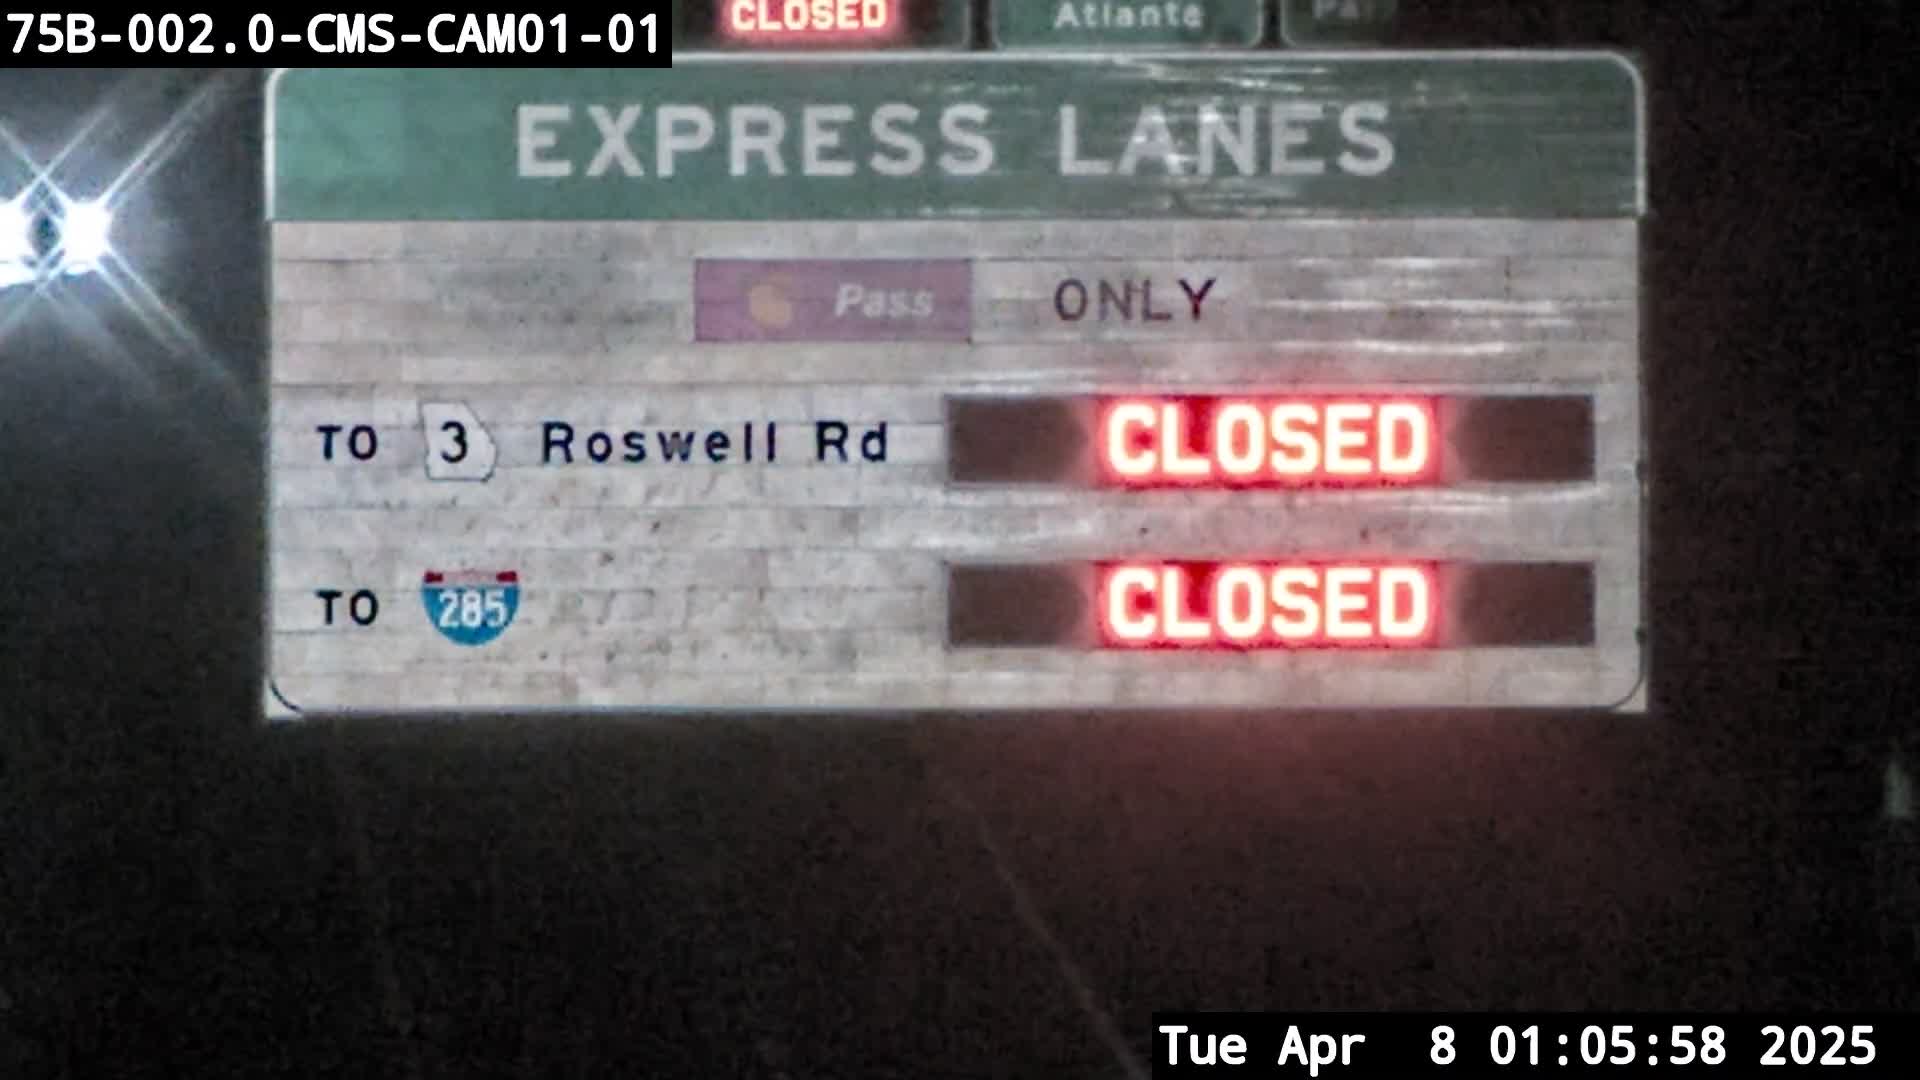 75B-002.0-CMS-CAM01-01
CLOSED
EXPRESS LANES
Pass ONLY
TO 3 Roswell Rd CLOSED
TO 285 CLOSED
Tue Apr 8 01:05:58 2025